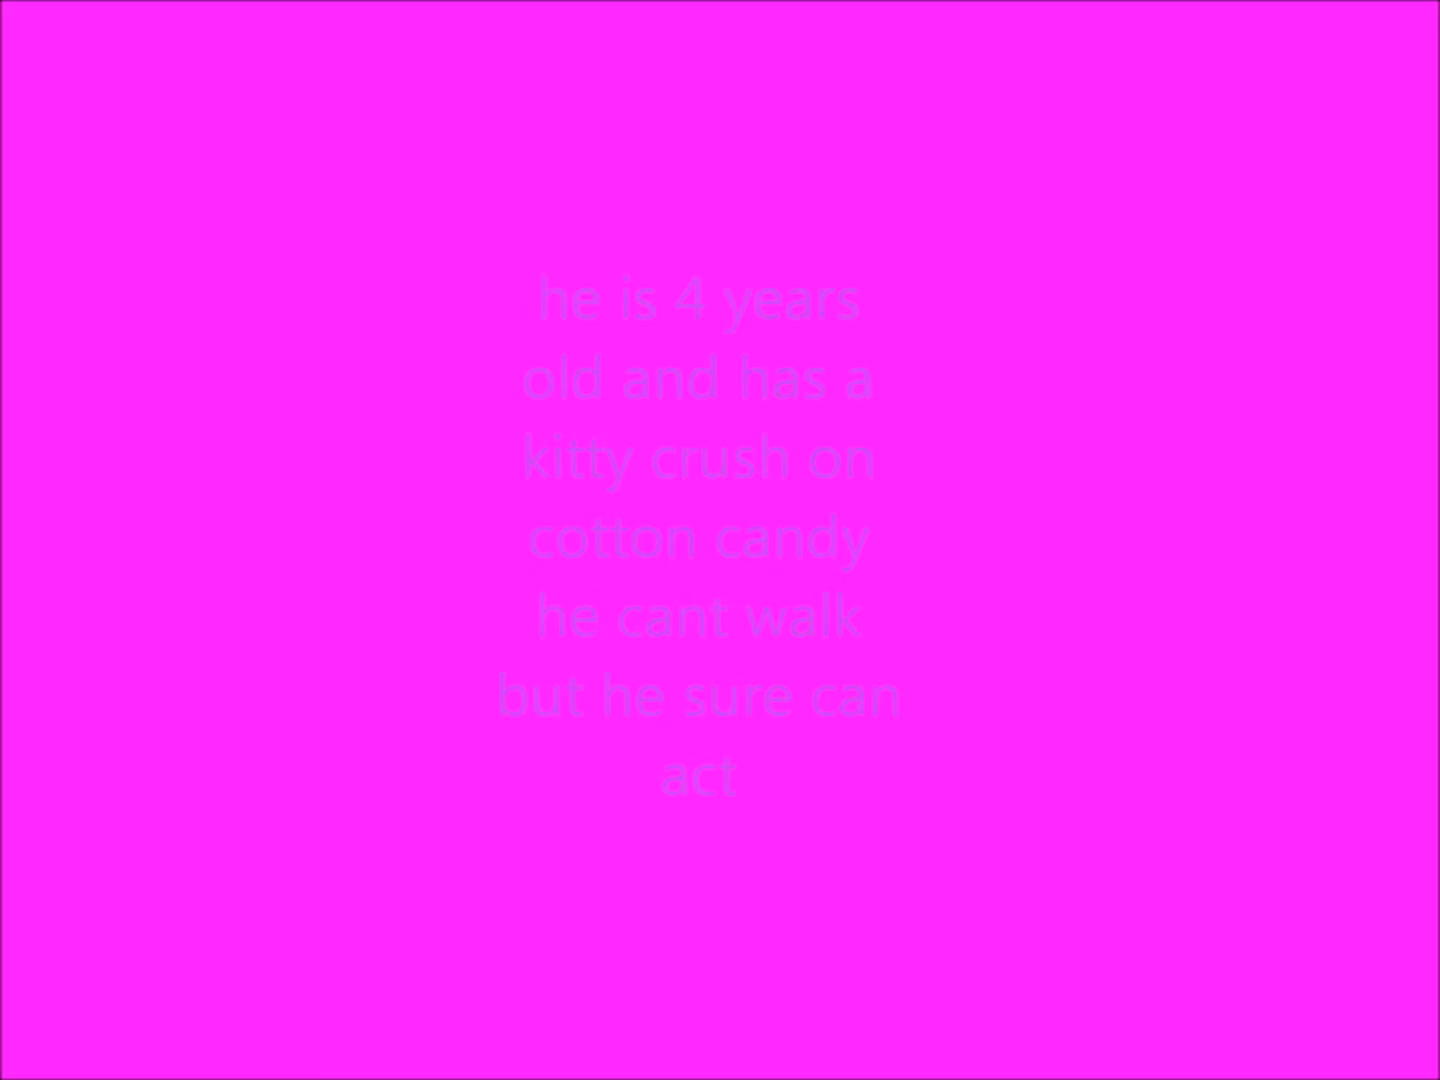 he is 4 years
old and has a
kitty crush on
cotton candy
he cant walk
but he sure can
act